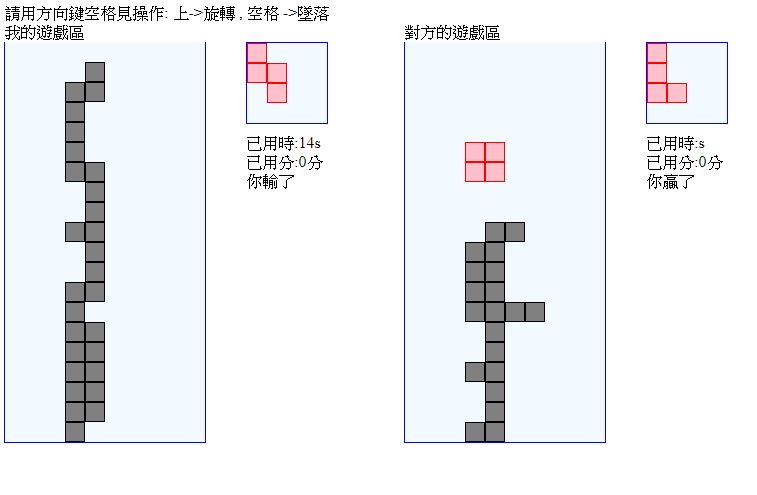 請用方向鍵空格見操作: 上->旋轉 , 空格 ->墜落
我的遊戲區
已用時:14s
已用分:0分
你輸了
對方的遊戲區
已用時:s
已用分:0分
你贏了